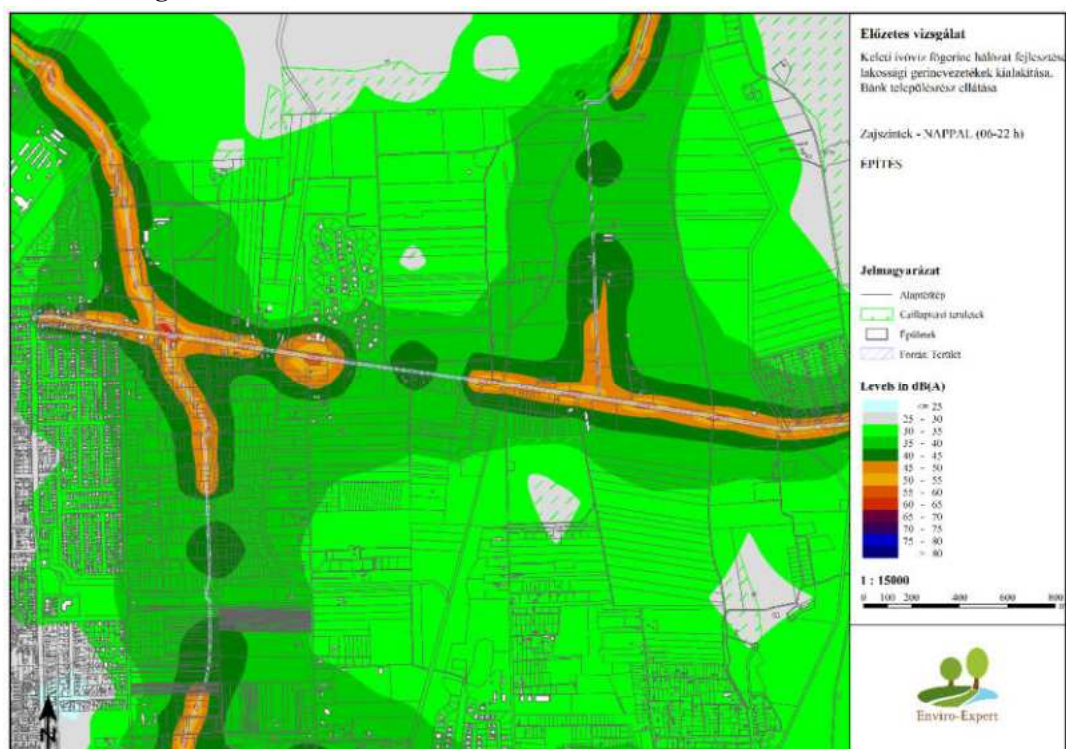 Előzetes vizsgálat
Keleti ivóvíz főgerinc hálózat fejlesztése
lakossági gerincvezetékek kialakítása.
Bánk településrész ellátása
Zajszintek - NAPPAL (06-22 h)
ÉPÍTÉS
Jelmagyarázat
Alaptérkép
Csillapítási területek
Épületek
Forrás: Terület
Levels in dB(A)
<= 25
25 - 30
30 - 35
35 - 40
40 - 45
45 - 50
50 - 55
55 - 60
60 - 65
65 - 70
70 - 75
75 - 80
> 80
1 : 15000
0 100 200 400 600 800
N
Enviro-Expert